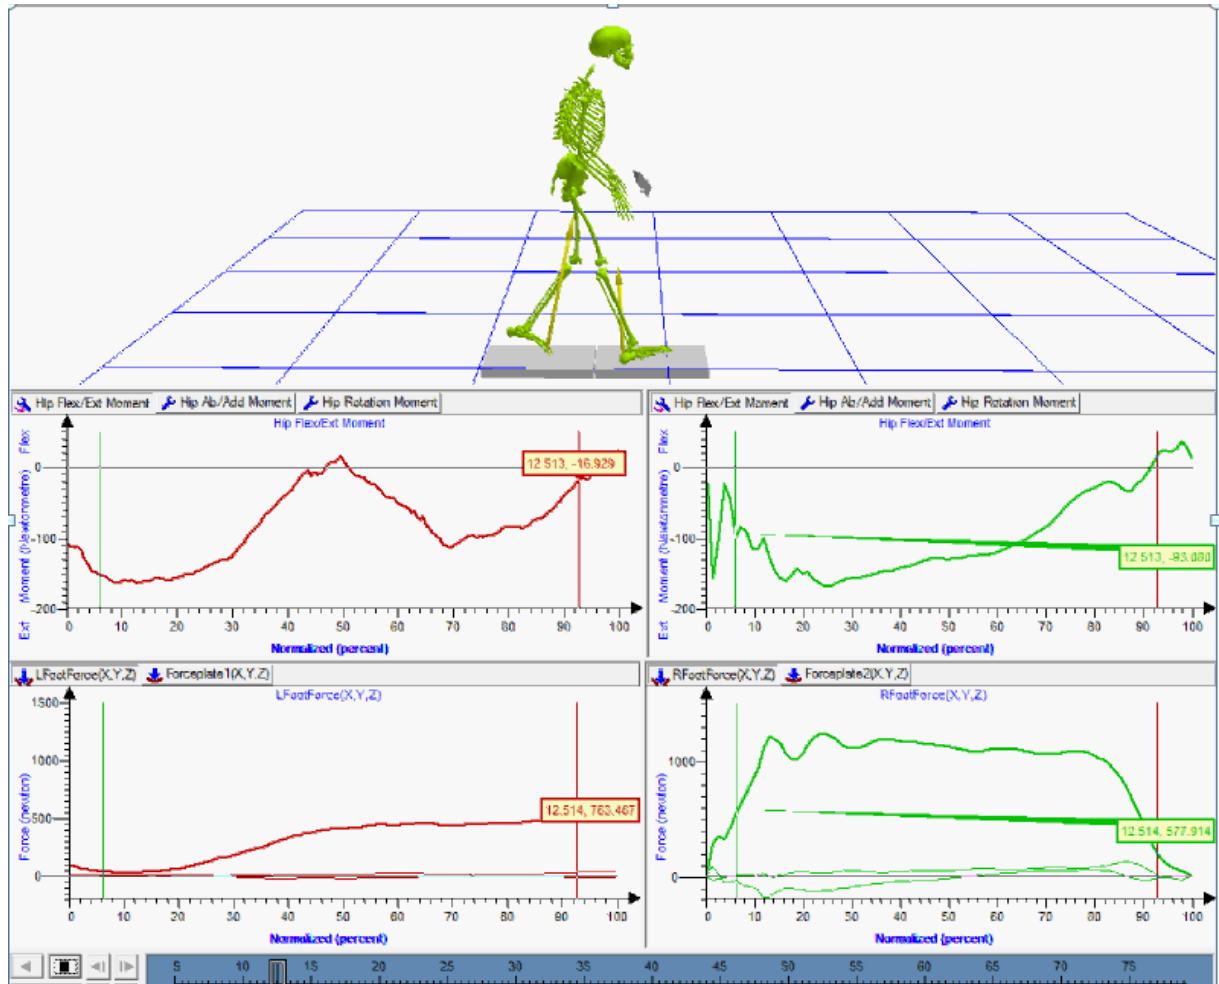 Hip Flex/Ext Moment Hip Ab/Add Moment Hip Rotation Moment
Hip Flex/Ext Moment
Ext Moment (Newtonmetre) Flex
0
-100
-200
12.513, -16.929
0 10 20 30 40 50 60 70 80 90 100
Normalized (percent)
Hip Flex/Ext Moment Hip Ab/Add Moment Hip Rotation Moment
Hip Flex/Ext Moment
Ext Moment (Newtonmetre) Flex
0
-100
-200
12.513, -93.080
0 10 20 30 40 50 60 70 80 90 100
Normalized (percent)
LFootForce(X,Y,Z) Forceplate1(X,Y,Z)
LFootForce(X,Y,Z)
Force (newton)
1500
1000
500
0
12.514, 763.467
0 10 20 30 40 50 60 70 80 90 100
Normalized (percent)
RFootForce(X,Y,Z) Forceplate2(X,Y,Z)
RFootForce(X,Y,Z)
Force (newton)
1000
0
12.514, 577.914
0 10 20 30 40 50 60 70 80 90 100
Normalized (percent)
5 10 15 20 25 30 35 40 45 50 55 60 65 70 75